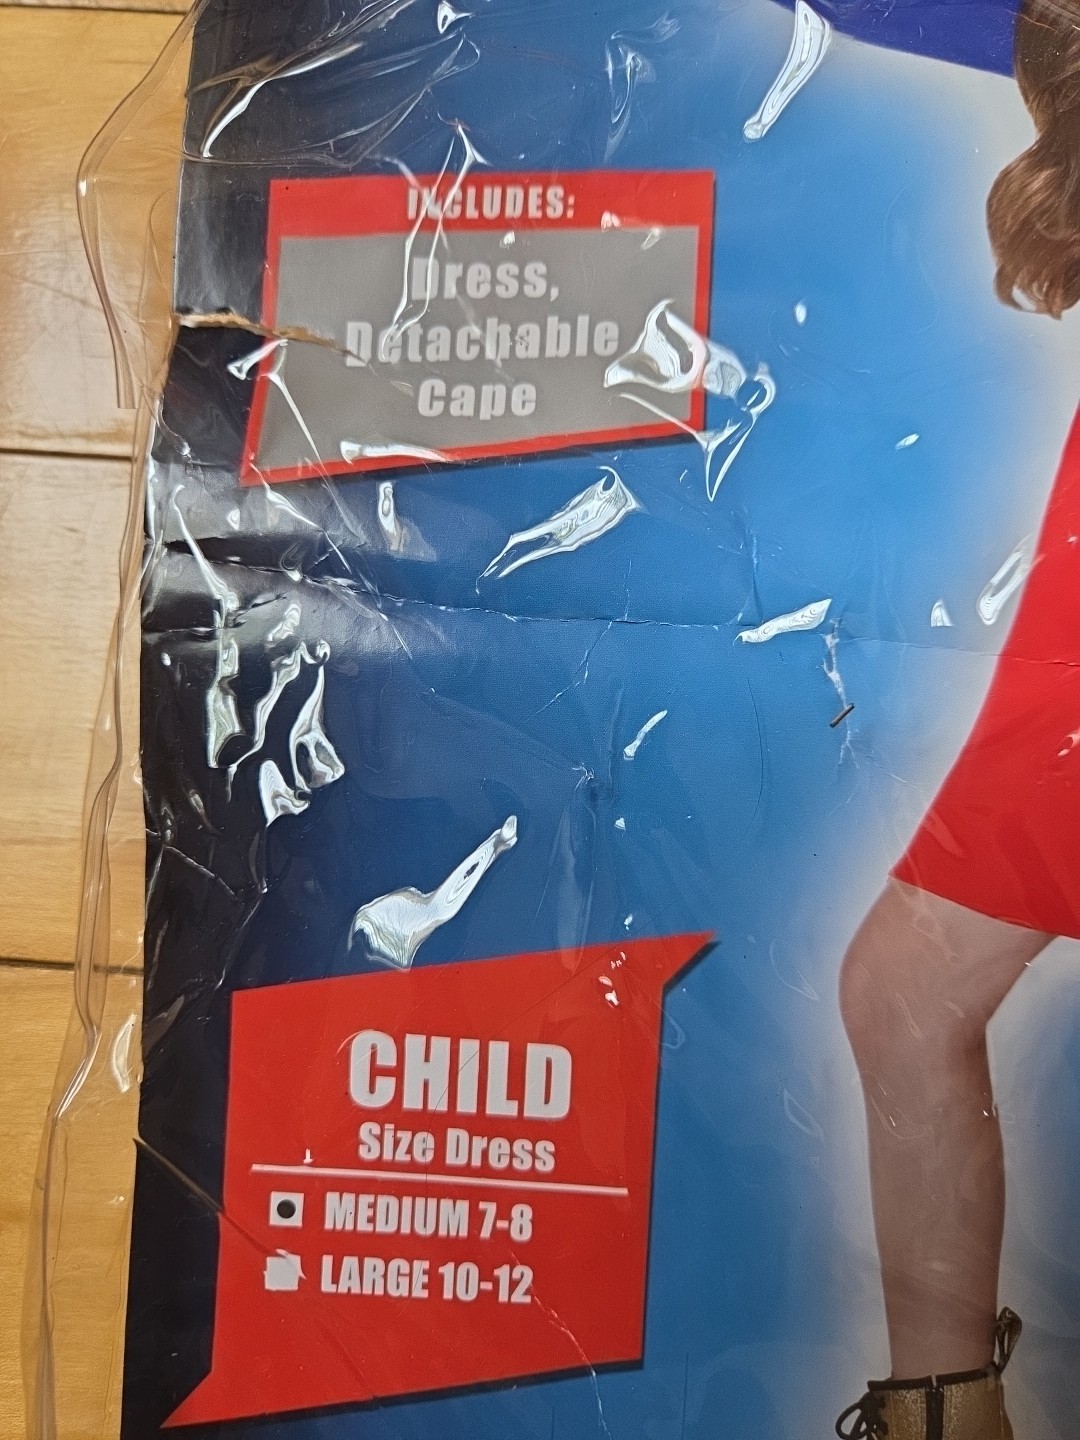 INCLUDES:
Dress,
Detachable
Cape
CHILD
Size Dress
MEDIUM 7-8
LARGE 10-12